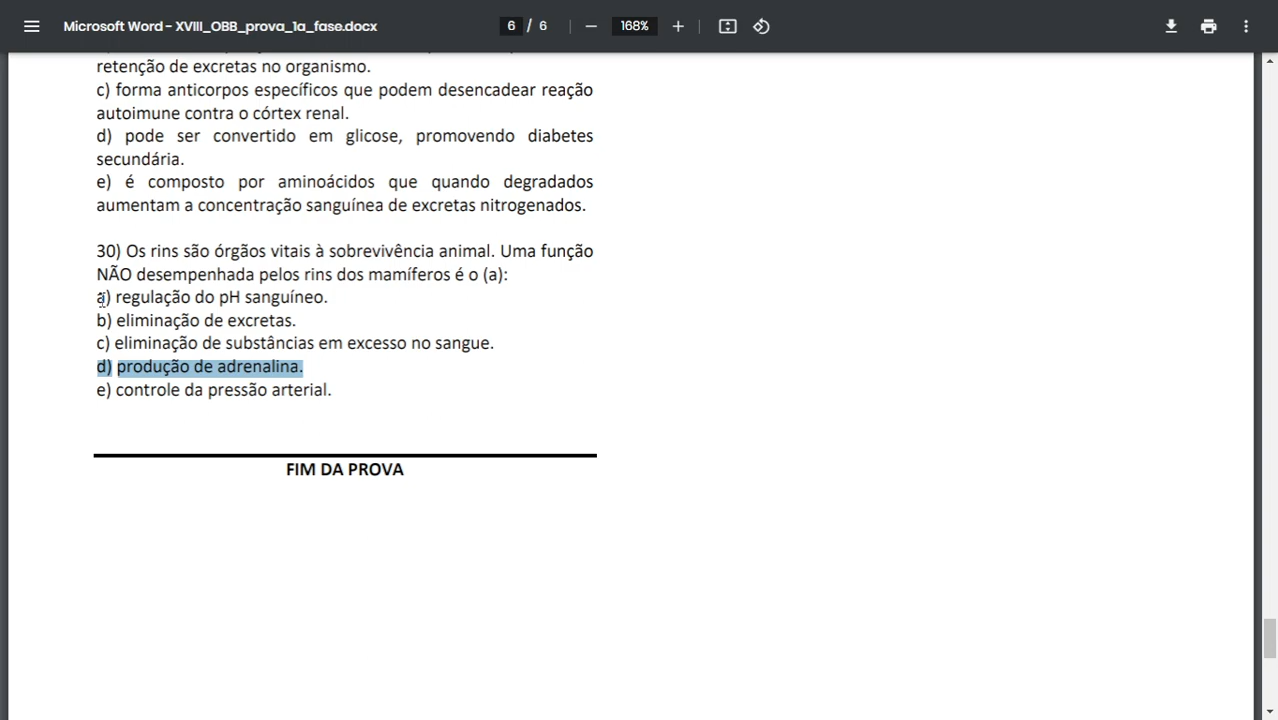 Microsoft Word - XVIII_OBB_prova_1a_fase.docx
6 / 6
168%
retenção de excretas no organismo.
c) forma anticorpos específicos que podem desencadear reação
autoimune contra o córtex renal.
d) pode ser convertido em glicose, promovendo diabetes
secundária.
e) é composto por aminoácidos que quando degradados
aumentam a concentração sanguínea de excretas nitrogenados.
30) Os rins são órgãos vitais à sobrevivência animal. Uma função
NÃO desempenhada pelos rins dos mamíferos é o (a):
a) regulação do pH sanguíneo.
b) eliminação de excretas.
c) eliminação de substâncias em excesso no sangue.
d) produção de adrenalina.
e) controle da pressão arterial.
FIM DA PROVA